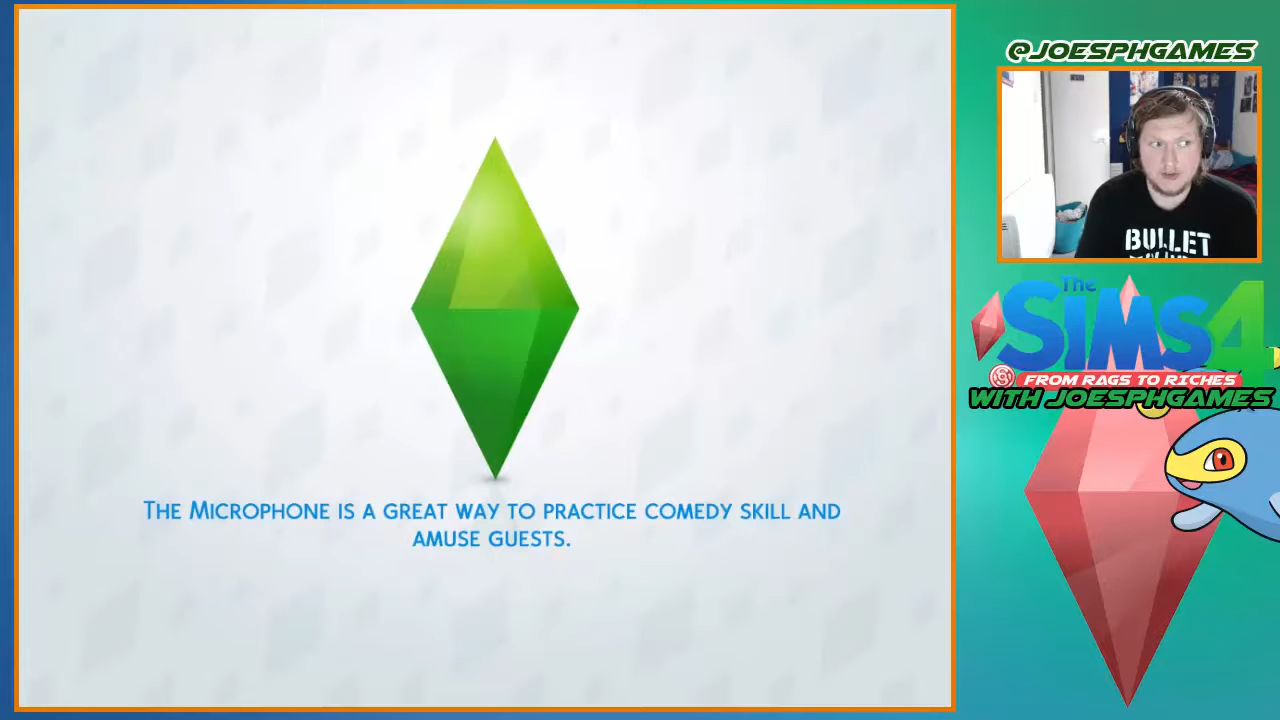 @JOESPHGAMES
BULLET
The
SiMS 4
FROM RAGS TO RICHES
WITH JOESPHGAMES
THE MICROPHONE IS A GREAT WAY TO PRACTICE COMEDY SKILL AND
AMUSE GUESTS.